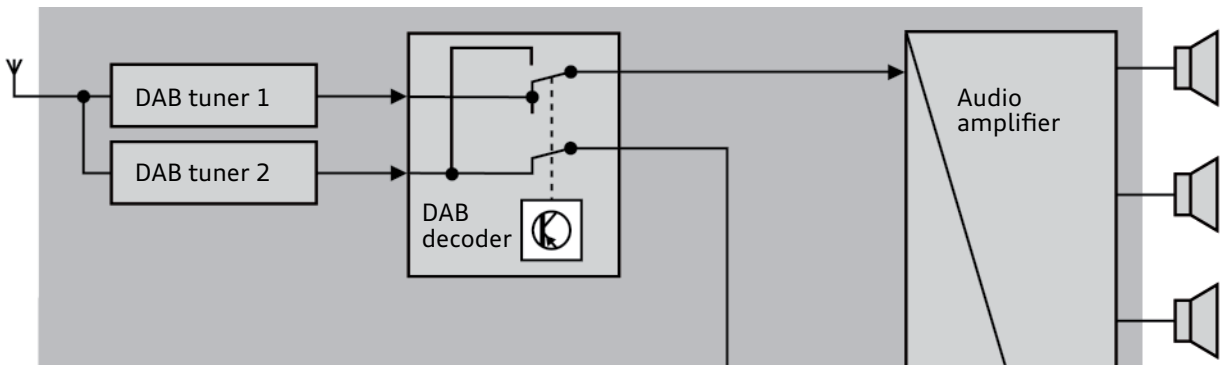 DAB tuner 1
DAB tuner 2
DAB
decoder
Audio
amplifier